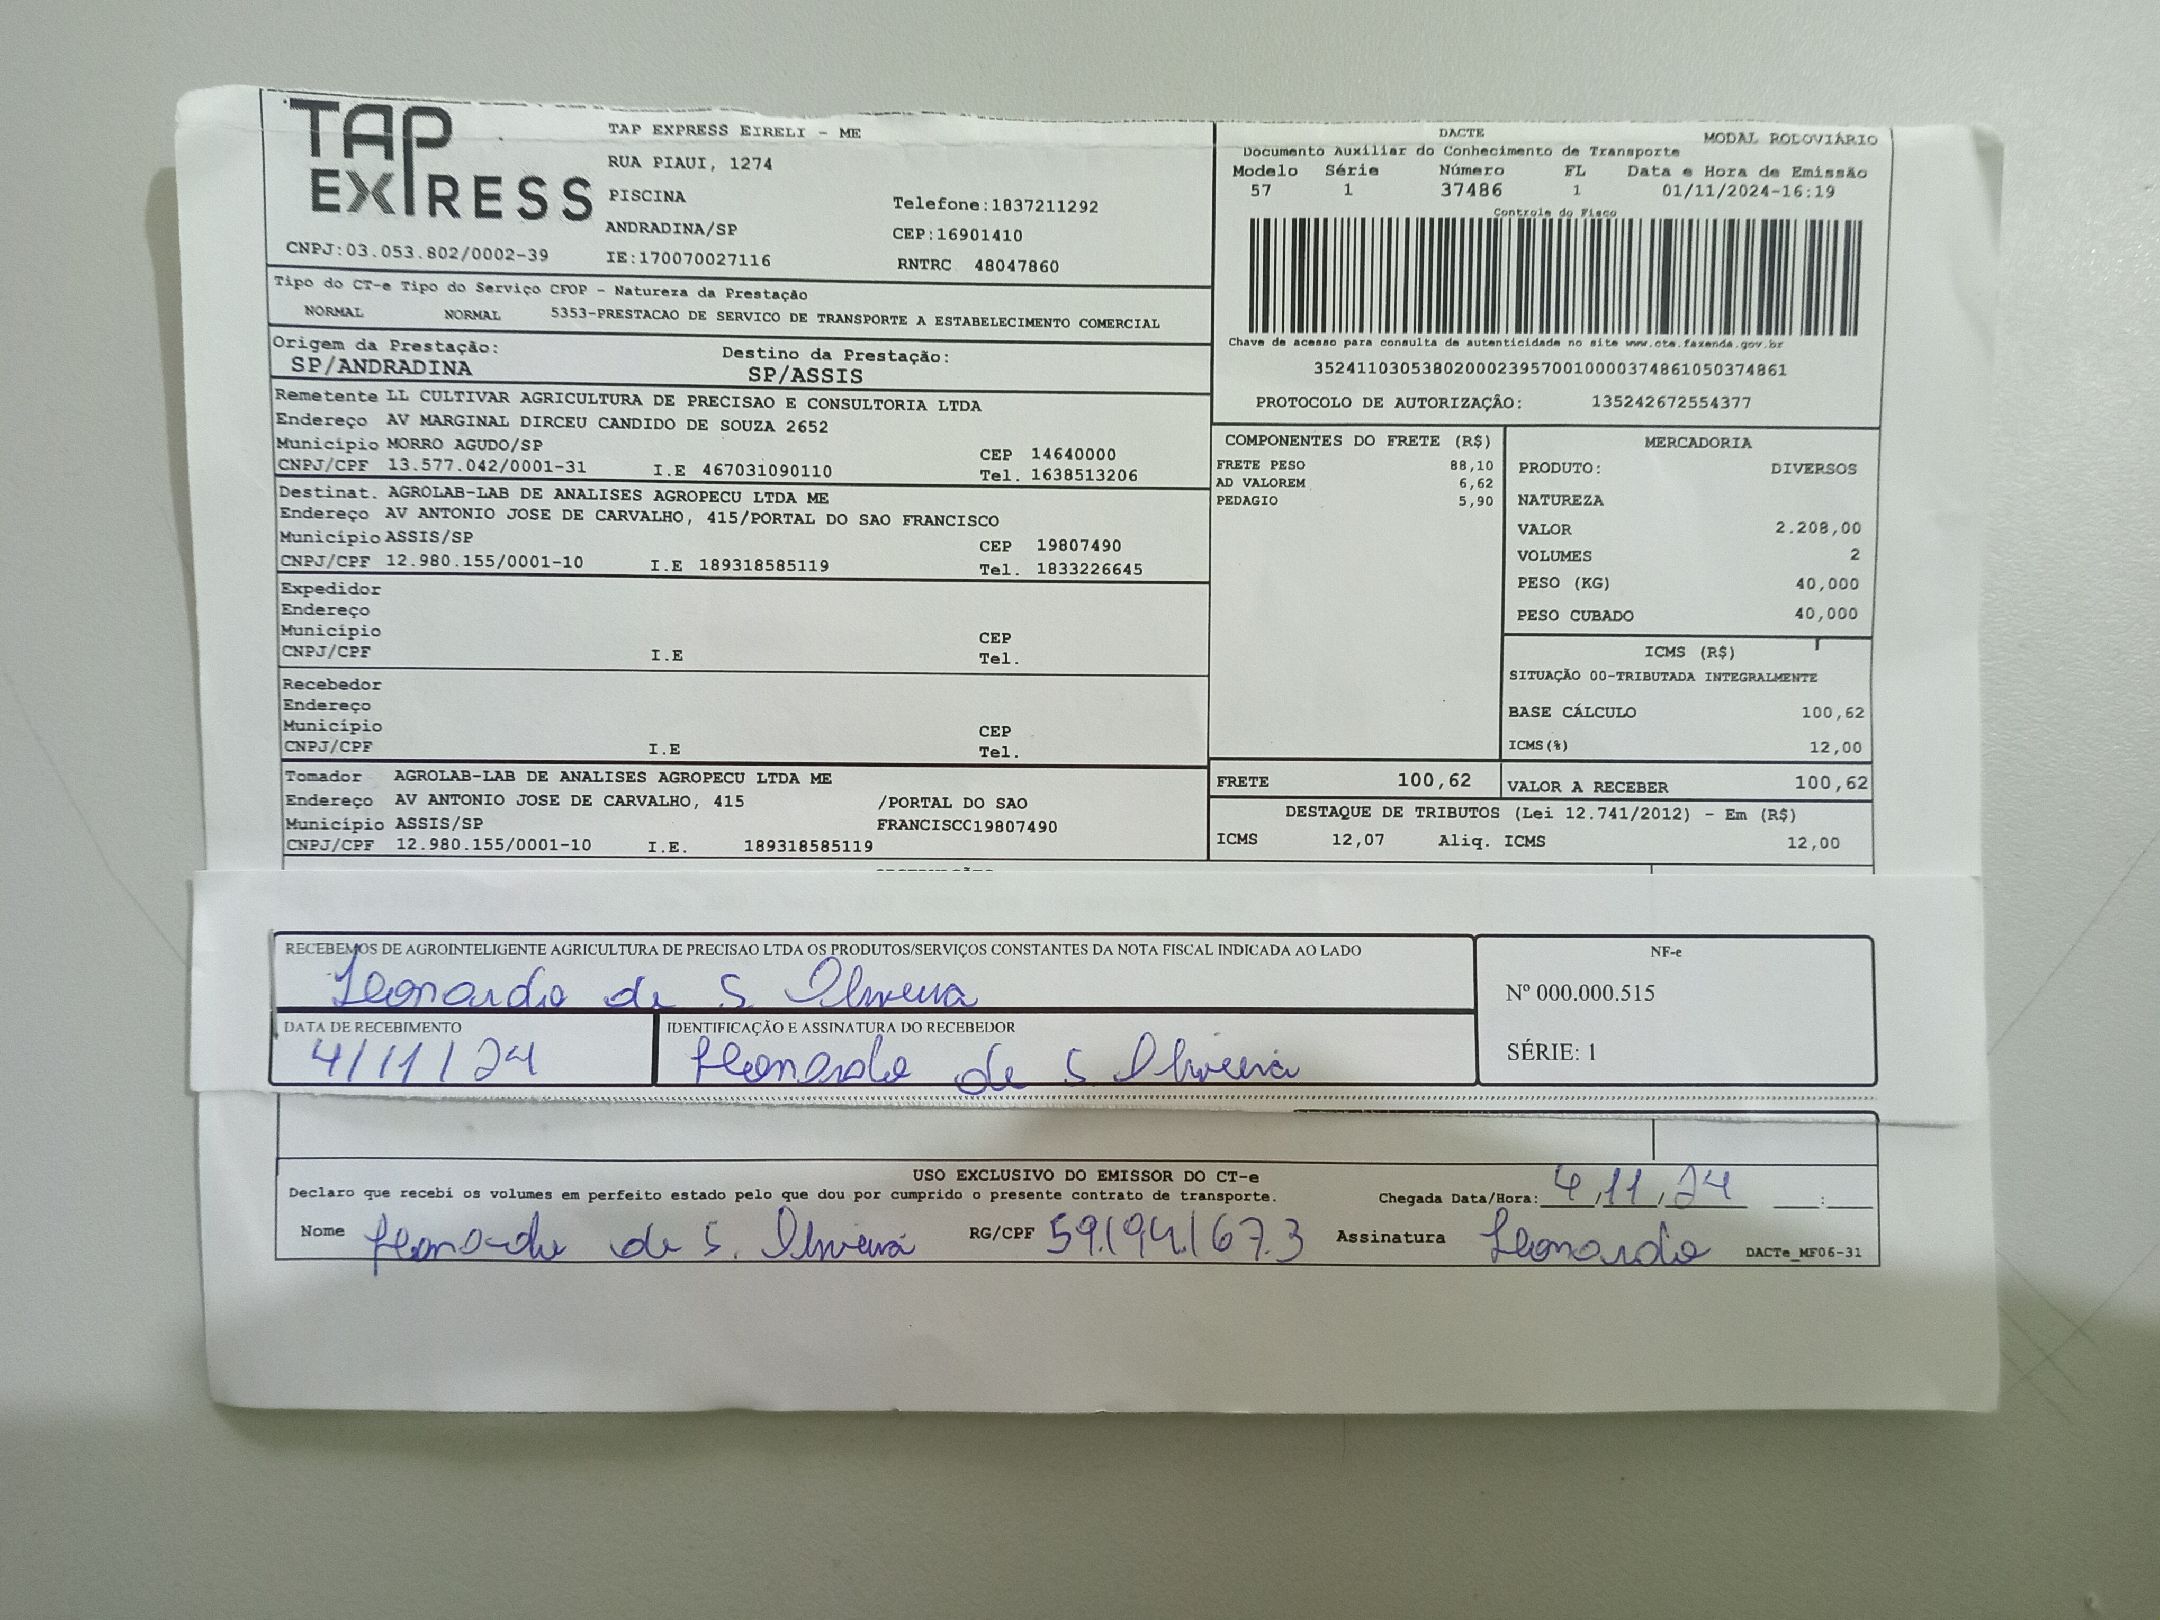 TAP EXPRESS
TAP EXPRESS EIRELI - ME
RUA PIAUI, 1274
PISCINA
Telefone:1837211292
ANDRADINA/SP
CEP:16901410
CNPJ:03.053.802/0002-39
IE:170070027116
RNTRC 48047860
DACTE
MODAL RODOVIÁRIO
Documento Auxiliar do Conhecimento de Transporte
Modelo Série Número FL Data e Hora de Emissão
57 1 37486 1 01/11/2024-16:19
Controle do Fisco
Chave de acesso para consulta de autenticidade no site www.cte.fazenda.gov.br
PROTOCOLO DE AUTORIZAÇÃO: 135242672554377
Tipo do CT-e Tipo do Serviço CFOP - Natureza da Prestação
NORMAL NORMAL 5353-PRESTACAO DE SERVICO DE TRANSPORTE A ESTABELECIMENTO COMERCIAL
Origem da Prestação: Destino da Prestação:
SP/ANDRADINA SP/ASSIS
Remetente LL CULTIVAR AGRICULTURA DE PRECISAO E CONSULTORIA LTDA
Endereço AV MARGINAL DIRCEU CANDIDO DE SOUZA 2652
Município MORRO AGUDO/SP CEP 14640000
CNPJ/CPF 13.577.042/0001-31 I.E 467031090110 Tel. 1638513206
Destinat. AGROLAB-LAB DE ANALISES AGROPECU LTDA ME
Endereço AV ANTONIO JOSE DE CARVALHO, 415/PORTAL DO SAO FRANCISCO
Município ASSIS/SP CEP 19807490
CNPJ/CPF 12.980.155/0001-10 I.E 189318585119 Tel. 1833226645
Expedidor
Endereço
Município CEP
CNPJ/CPF I.E Tel.
Recebedor
Endereço
Município CEP
CNPJ/CPF I.E Tel.
Tomador AGROLAB-LAB DE ANALISES AGROPECU LTDA ME
Endereço AV ANTONIO JOSE DE CARVALHO, 415 /PORTAL DO SAO
Município ASSIS/SP FRANCISCC19807490
CNPJ/CPF 12.980.155/0001-10 I.E. 189318585119
COMPONENTES DO FRETE (R$)
FRETE PESO 88,10
AD VALOREM 6,62
PEDAGIO 5,90
MERCADORIA
PRODUTO: DIVERSOS
NATUREZA
VALOR 2.208,00
VOLUMES 2
PESO (KG) 40,000
PESO CUBADO 40,000
ICMS (R$)
SITUAÇÃO 00-TRIBUTADA INTEGRALMENTE
BASE CÁLCULO 100,62
ICMS(%) 12,00
FRETE 100,62 VALOR A RECEBER 100,62
DESTAQUE DE TRIBUTOS (Lei 12.741/2012) - Em (R$)
ICMS 12,07 Aliq. ICMS 12,00
RECEBEMOS DE AGROINTELIGENTE AGRICULTURA DE PRECISAO LTDA OS PRODUTOS/SERVIÇOS CONSTANTES DA NOTA FISCAL INDICADA AO LADO
Leonardo de S Oliveira
NF-e
Nº 000.000.515
SÉRIE: 1
DATA DE RECEBIMENTO
4/11/24
IDENTIFICAÇÃO E ASSINATURA DO RECEBEDOR
Leonardo de S Oliveira
USO EXCLUSIVO DO EMISSOR DO CT-e
Declaro que recebi os volumes em perfeito estado pelo que dou por cumprido o presente contrato de transporte. Chegada Data/Hora: 4/11/24 :
Nome Leonardo de S. Oliveira RG/CPF 59.194.167.3 Assinatura Leonardo DACTe_MF06-31